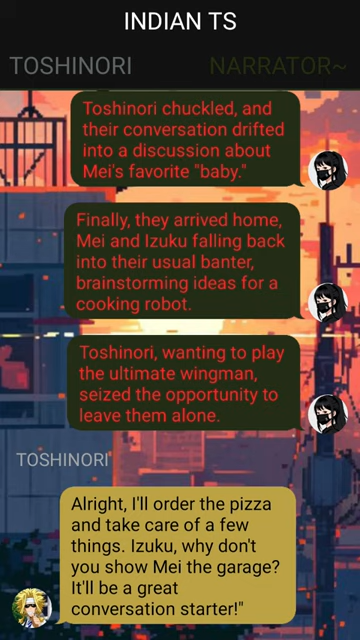 INDIAN TS
TOSHINORI NARRATOR~
Toshinori chuckled, and
their conversation drifted
into a discussion about
Mei's favorite "baby."
Finally, they arrived home,
Mei and Izuku falling back
into their usual banter,
brainstorming ideas for a
cooking robot.
Toshinori, wanting to play
the ultimate wingman,
seized the opportunity to
leave them alone.
TOSHINORI
Alright, I'll order the pizza
and take care of a few
things. Izuku, why don't
you show Mei the garage?
It'll be a great
conversation starter!"